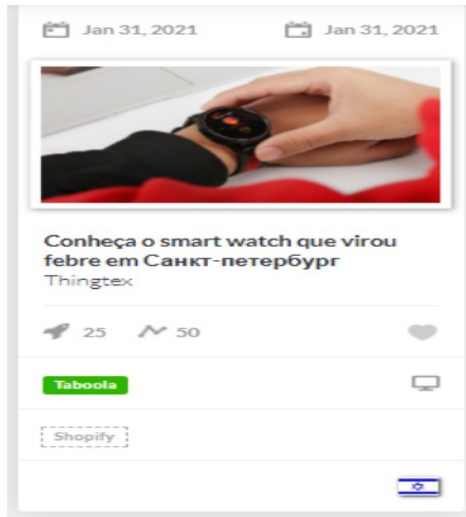 Jan 31, 2021 Jan 31, 2021
Conheça o smart watch que virou
febre em Санкт-петербург
Thingtex
25 50
Taboola
Shopify